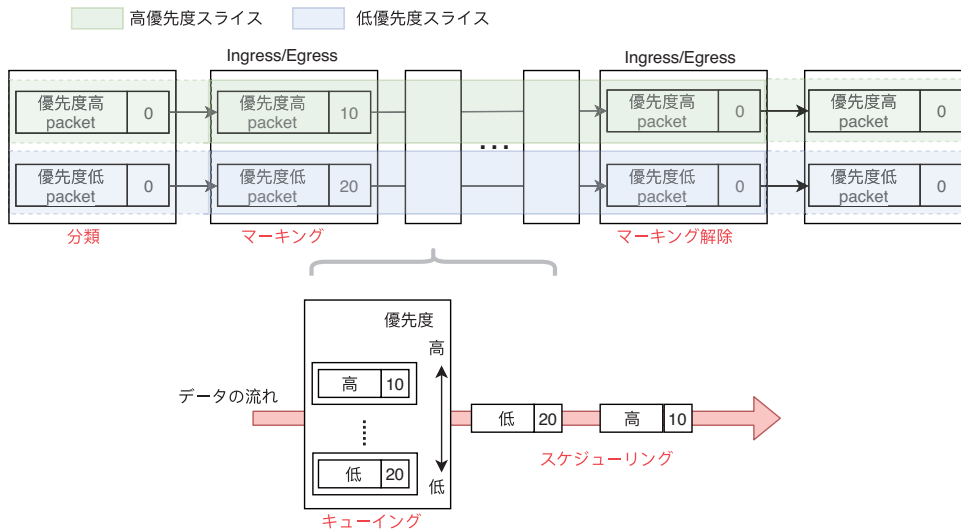 高優先度スライス
低優先度スライス
Ingress/Egress
Ingress/Egress
優先度高
packet
0
優先度高
packet
10
優先度高
packet
0
優先度高
packet
0
...
優先度低
packet
0
優先度低
packet
20
優先度低
packet
0
優先度低
packet
0
分類
マーキング
マーキング解除
優先度
高
高
10
データの流れ
低
20
高
10
低
20
低
スケジューリング
キューイング